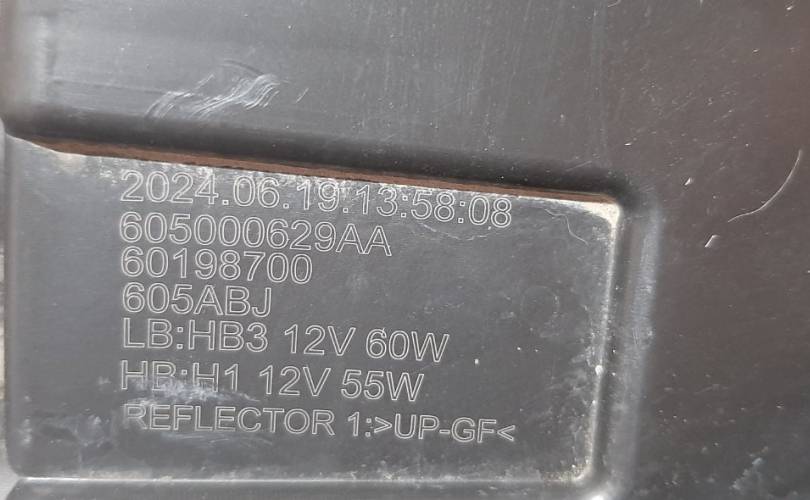 2024.06.19.13:58:08
605000629AA
60198700
605ABJ
LB:HB3 12V 60W
HB:H1 12V 55W
REFLECTOR 1:>UP-GF<